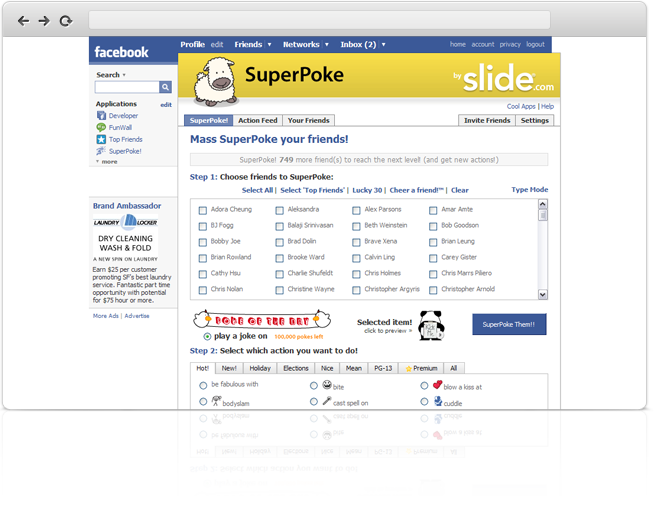 facebook
Profile edit Friends Networks Inbox (2) home account privacy logout
Search
Applications edit
Developer
FunWall
Top Friends
SuperPoke!
more
Brand Ambassador
LAUNDRY LOCKER
DRY CLEANING
WASH & FOLD
A NEW SPIN ON LAUNDRY
Earn $25 per customer
promoting SF's best laundry
service. Fantastic part time
opportunity with potential
for $75 hour or more.
More Ads | Advertise
SuperPoke by slide.com
Cool Apps | Help
SuperPoke! Action Feed Your Friends Invite Friends Settings
Mass SuperPoke your friends!
SuperPoke! 749 more friend(s) to reach the next level! (and get new actions!)
Step 1: Choose friends to SuperPoke:
Select All | Select 'Top Friends' | Lucky 30 | Cheer a friend!™ | Clear Type Mode
Adora Cheung Aleksandra Alex Parsons Amar Amte
BJ Fogg Balaji Srinivasan Beth Weinstein Bob Goodson
Bobby Joe Brad Dolin Brave Xena Brian Leung
Brian Rowland Brooke Ward Calvin Ling Carey Gister
Cathy Hsu Charlie Shufeldt Chris Holmes Chris Marrs Piliero
Chris Nolan Christine Wayne Christopher Argyris Christopher Arnold
POKE OF THE DAY
play a joke on 100,000 pokes left
Selected item!
click to preview »
SuperPoke Them!!
Step 2: Select which action you want to do!
Hot! New! Holiday Elections Nice Mean PG-13 Premium All
be fabulous with bite blow a kiss at
bodyslam cast spell on cuddle